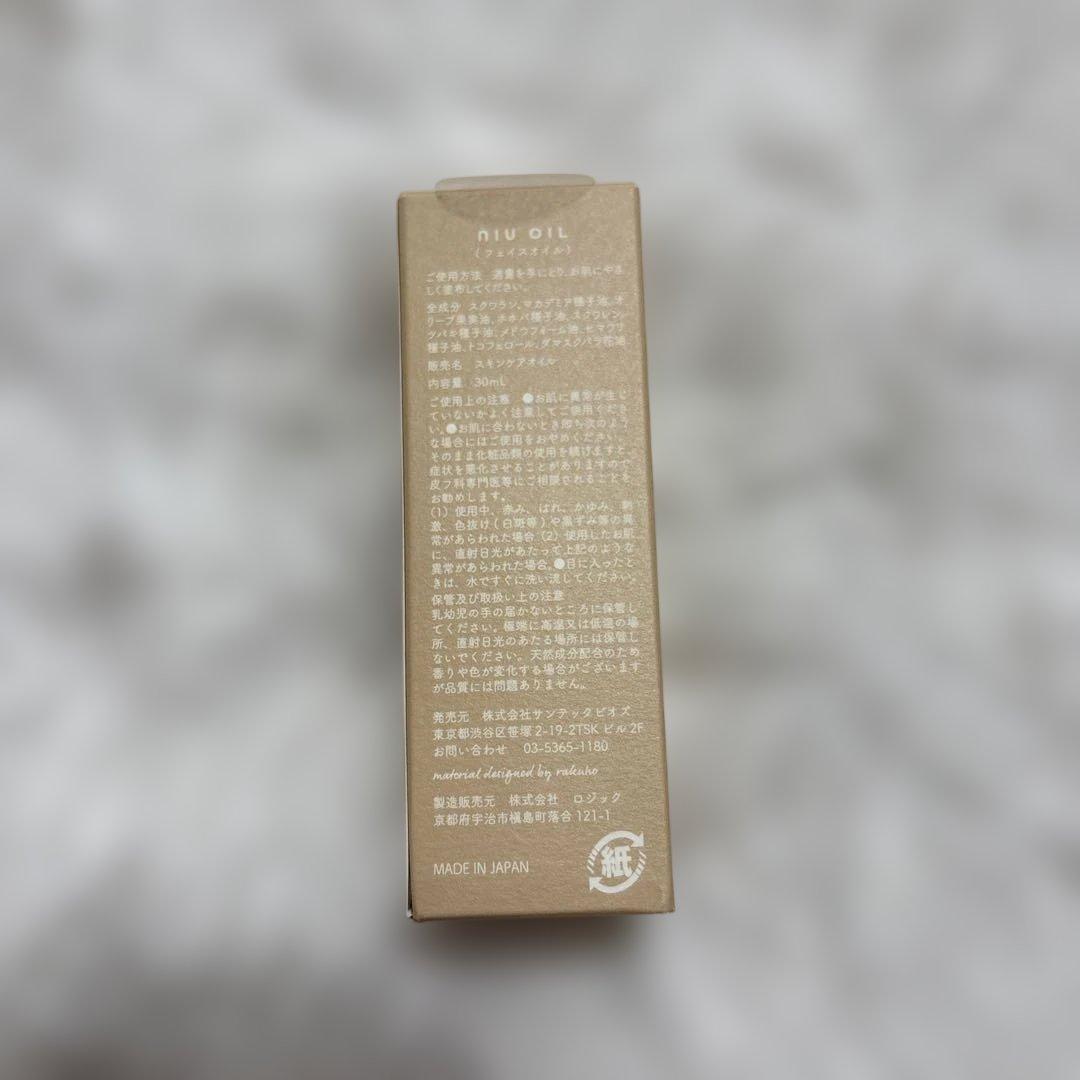 niu OIL
(フェイスオイル)
ご使用方法 適量を手にとり、お肌にやさ
しく塗布してください。
全成分 スクワラン、マカデミア種子油、オ
リーブ果実油、ホホバ種子油、スクワレン、
ツバキ種子油、メドウフォーム油、ヒマワリ
種子油、トコフェロール、ダマスクバラ花油
販売名 スキンケアオイル
内容量 30mL
ご使用上の注意 ●お肌に異常が生じ
ていないかよく注意してご使用くださ
い。●お肌に合わないとき即ち次のよう
な場合にはご使用をおやめください。
そのまま化粧品類の使用を続けますと、
症状を悪化させることがありますので
皮フ科専門医等にご相談されることを
お勧めします。
(1) 使用中、赤み、はれ、かゆみ、刺
激、色抜け(白斑等)や黒ずみ等の異
常があらわれた場合 (2) 使用したお肌
に、直射日光があたって上記のような
異常があらわれた場合。●目に入ったと
きは、水ですぐに洗い流してください。
保管及び取扱い上の注意
乳幼児の手の届かないところに保管し
てください。極端に高温又は低温の場
所、直射日光のあたる場所には保管し
ないでください。天然成分配合のため
香りや色が変化する場合がございます
が品質には問題ありません。
発売元 株式会社サンテックビオズ
東京都渋谷区笹塚 2-19-2TSK ビル 2F
お問い合わせ 03-5365-1180
material designed by rakuho
製造販売元 株式会社 ロジック
京都府宇治市槇島町落合 121-1
MADE IN JAPAN
紙